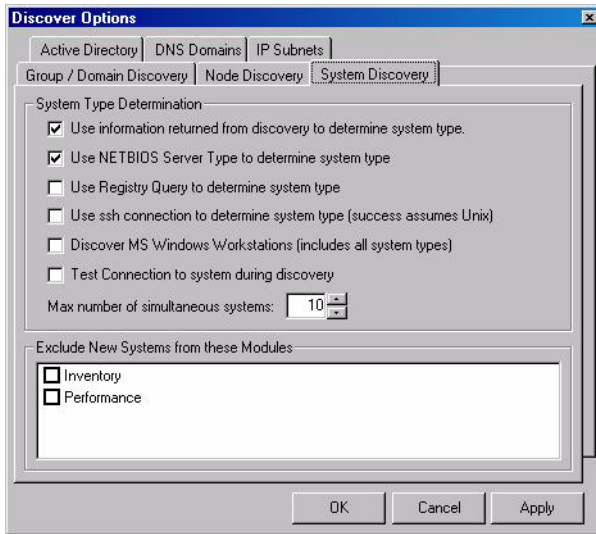 Discover Options
Active Directory DNS Domains IP Subnets
Group / Domain Discovery Node Discovery System Discovery
System Type Determination
Use information returned from discovery to determine system type.
Use NETBIOS Server Type to determine system type
Use Registry Query to determine system type
Use ssh connection to determine system type (success assumes Unix)
Discover MS Windows Workstations (includes all system types)
Test Connection to system during discovery
Max number of simultaneous systems: 10
Exclude New Systems from these Modules
Inventory
Performance
OK Cancel Apply